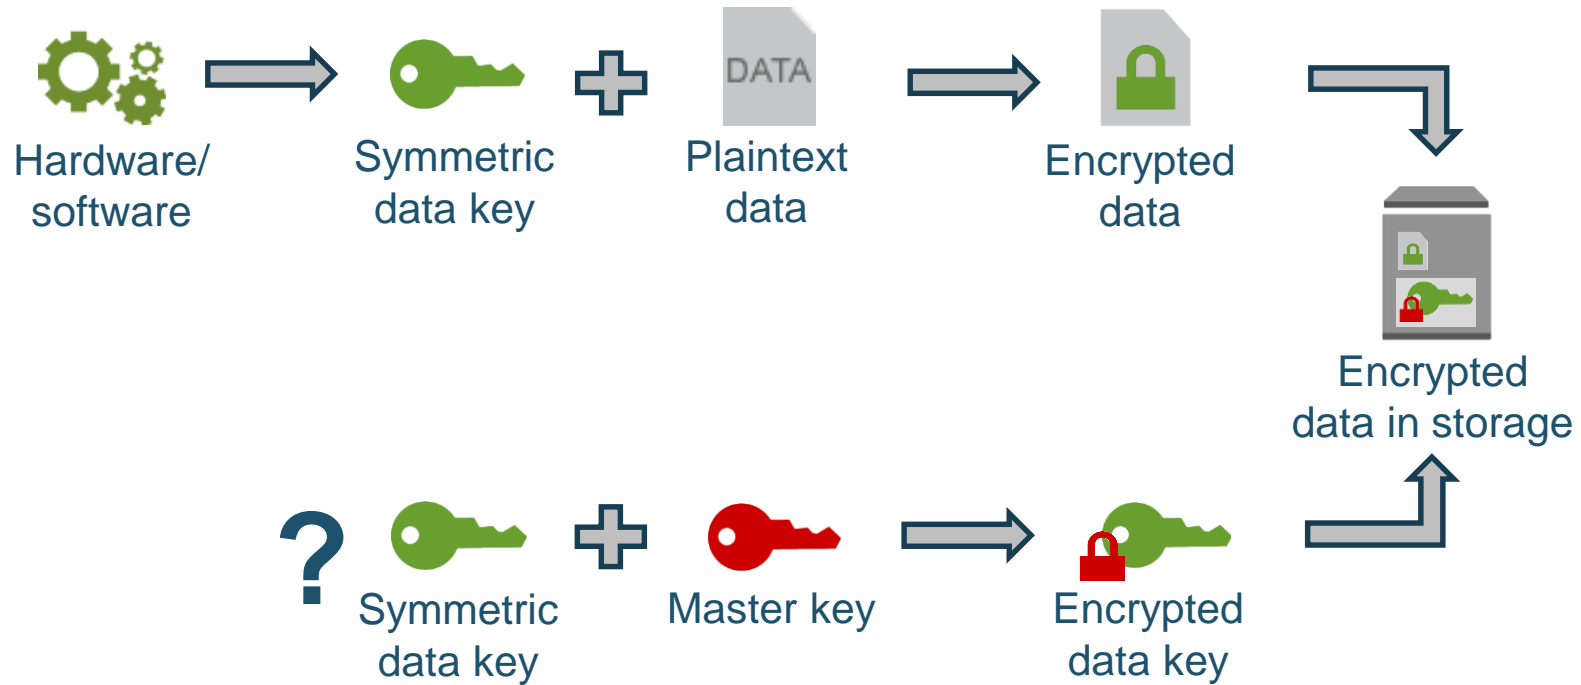 DATA
Hardware/
software
Symmetric
data key
Plaintext
data
Encrypted
data
Encrypted
data in storage
?
Symmetric
data key
Master key
Encrypted
data key